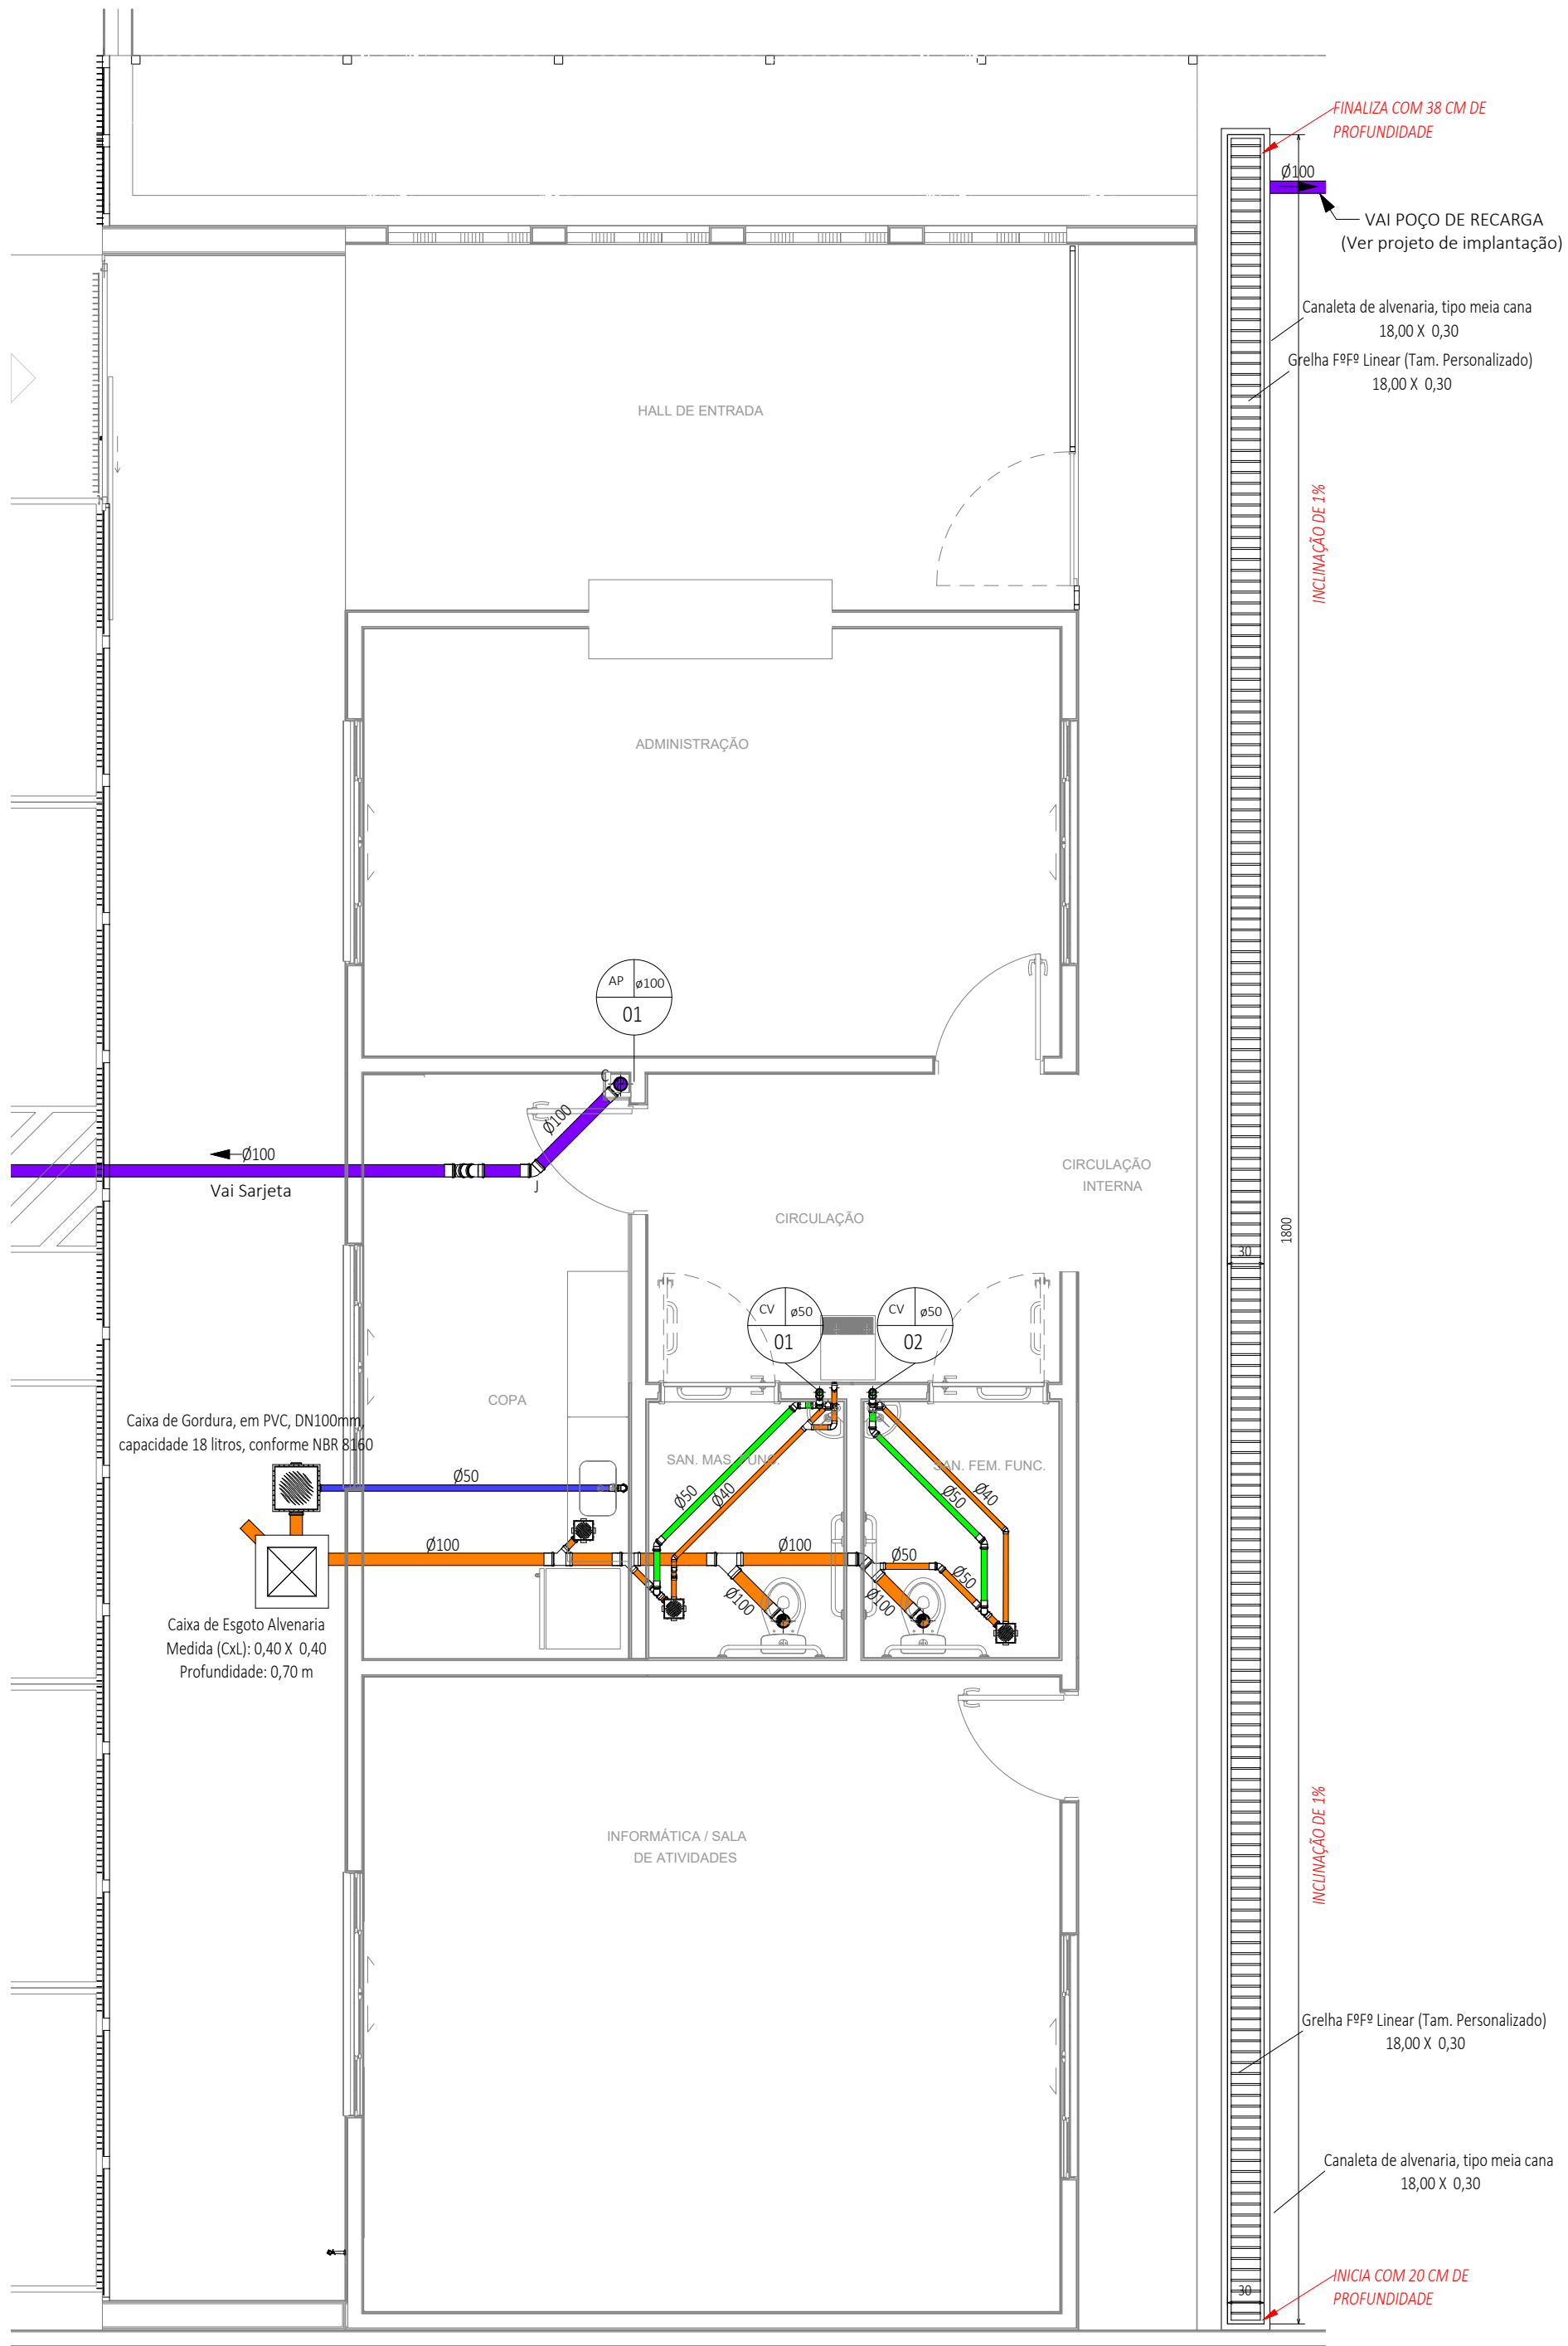 FINALIZA COM 38 CM DE
PROFUNDIDADE
Ø100
VAI POÇO DE RECARGA
(Ver projeto de implantação)
Canaleta de alvenaria, tipo meia cana
18,00 X 0,30
Grelha FºFº Linear (Tam. Personalizado)
18,00 X 0,30
HALL DE ENTRADA
INCLINAÇÃO DE 1%
ADMINISTRAÇÃO
AP
ø100
01
C
Ø100
Ø100
Vai Sarjeta
J
CIRCULAÇÃO
INTERNA
CIRCULAÇÃO
1800
30
CV
ø50
01
CV
ø50
02
COPA
Caixa de Gordura, em PVC, DN100mm,
capacidade 18 litros, conforme NBR 8160
SAN. MAS. FUNC.
SAN. FEM. FUNC.
Ø50
Ø50
Ø40
Ø50
Ø40
Ø100
Ø100
Ø50
Ø50
Ø100
Ø100
Caixa de Esgoto Alvenaria
Medida (CxL): 0,40 X 0,40
Profundidade: 0,70 m
INFORMÁTICA / SALA
DE ATIVIDADES
INCLINAÇÃO DE 1%
Grelha FºFº Linear (Tam. Personalizado)
18,00 X 0,30
Canaleta de alvenaria, tipo meia cana
18,00 X 0,30
INICIA COM 20 CM DE
PROFUNDIDADE
30